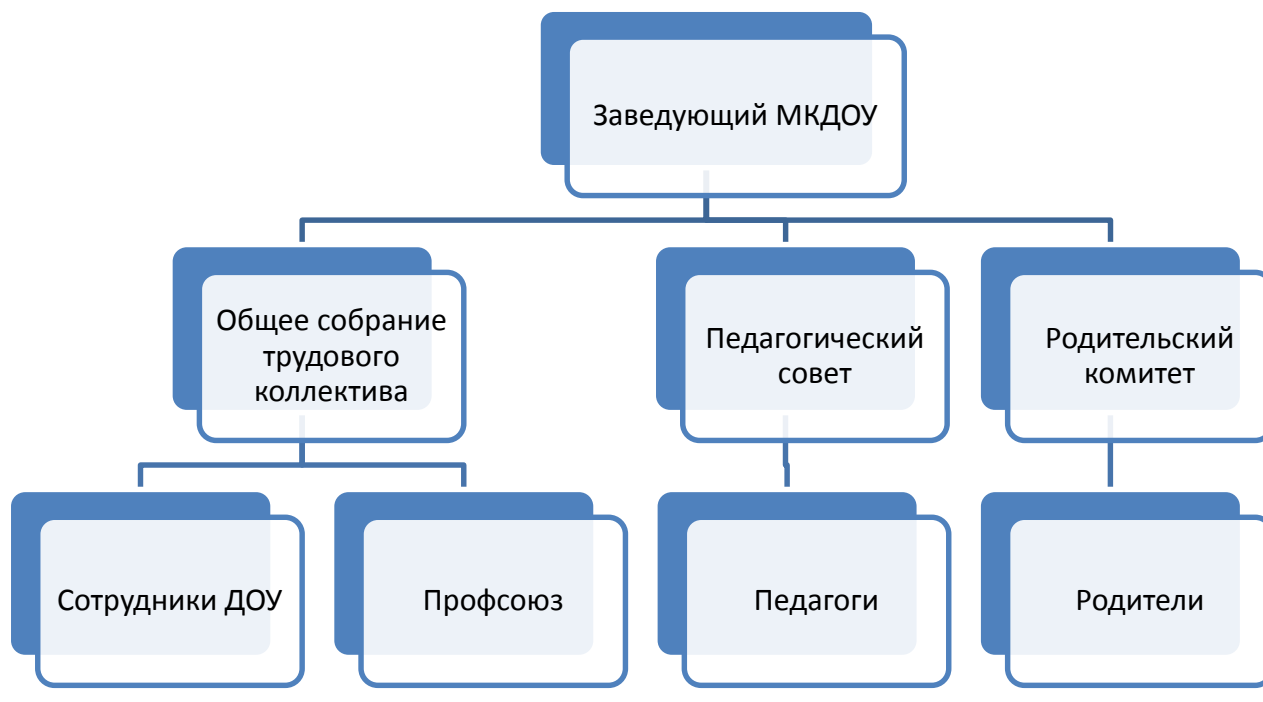 Заведующий МКДОУ
Общее собрание
трудового
коллектива
Педагогический
совет
Родительский
комитет
Сотрудники ДОУ
Профсоюз
Педагоги
Родители